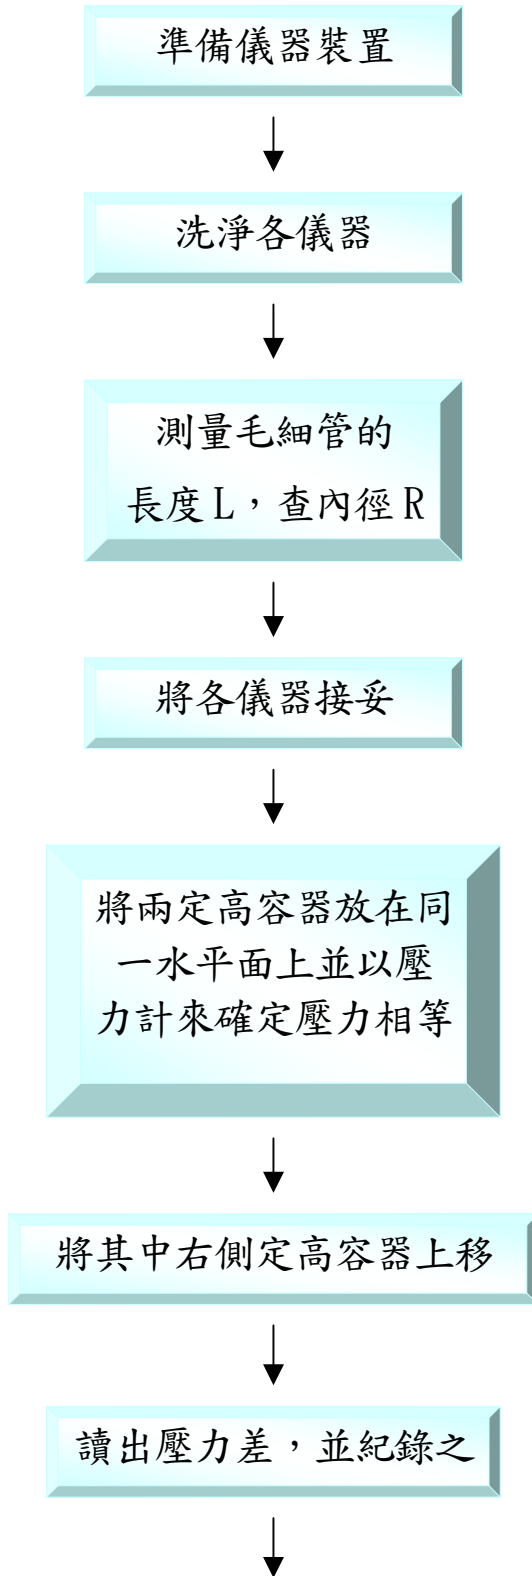 準備儀器裝置
洗淨各儀器
測量毛細管的
長度L，查內徑R
將各儀器接妥
將兩定高容器放在同
一水平面上並以壓
力計來確定壓力相等
將其中右側定高容器上移
讀出壓力差，並紀錄之